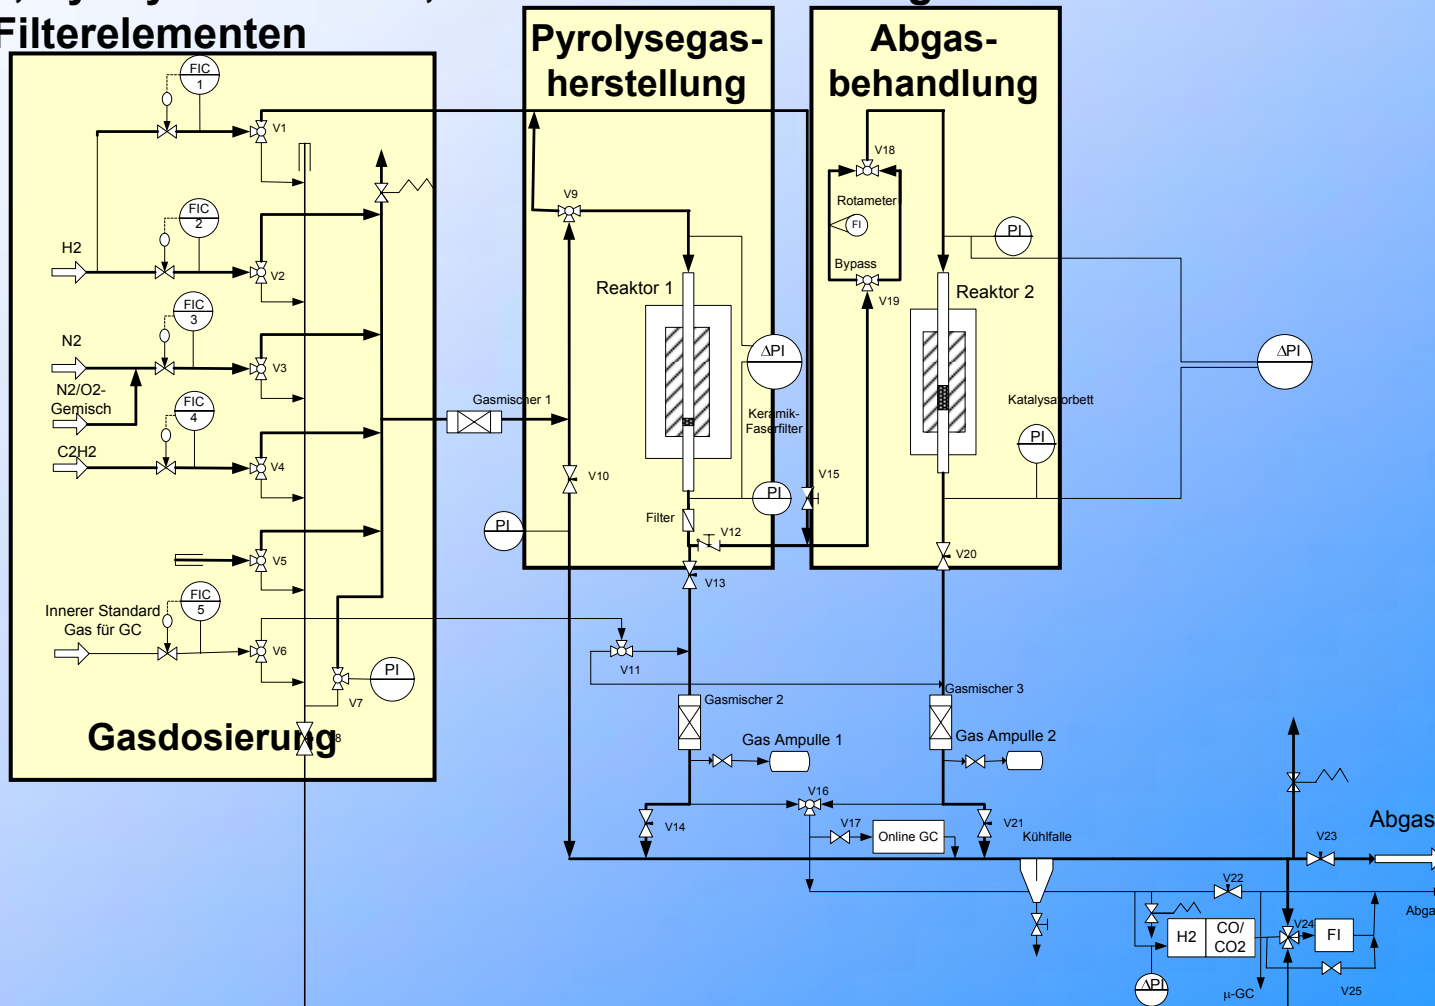 Filterelementen
Pyrolysegas-
herstellung
Abgas-
behandlung
FIC
1
V1
FIC
2
H2
V2
FIC
3
N2
V3
N2/O2-
Gemisch
FIC
4
C2H2
V4
V5
Innerer Standard
Gas für GC
FIC
5
V6
PI
V7
8
Gasdosierung
Gasmischer 1
V9
V10
PI
Reaktor 1
ΔPI
Keramik-
Faserfilter
PI
Filter
V12
V13
V11
V15
V18
Rotameter
FI
Bypass
V19
PI
Reaktor 2
ΔPI
Katalysatorbett
PI
V20
Gasmischer 2
Gas Ampulle 1
Gasmischer 3
Gas Ampulle 2
V16
V14
V17
Online GC
V21
Kühlfalle
V23
Abgas
V22
Abga
H2
CO/
CO2
V24
FI
ΔPI
µ-GC
V25